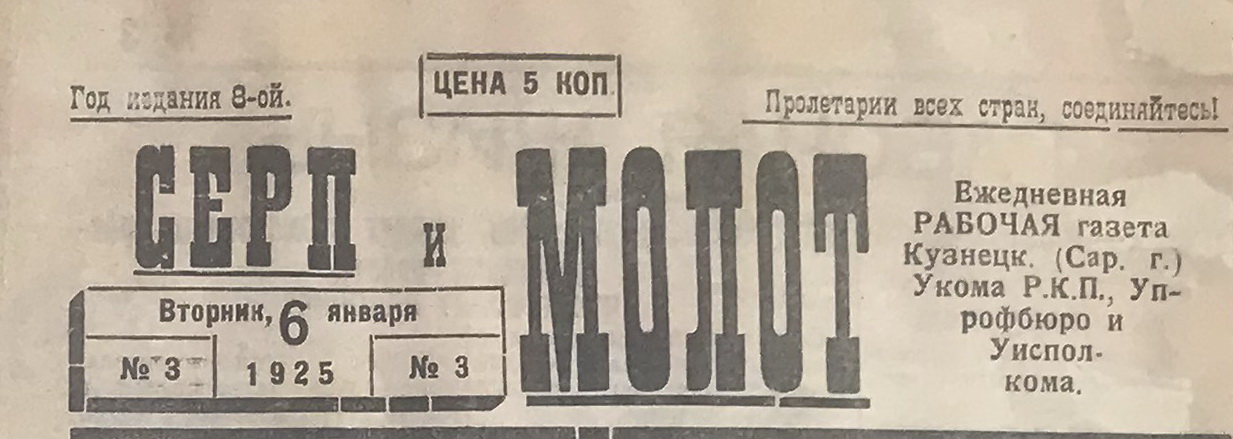 Год издания 8-ой.
ЦЕНА 5 КОП.
Пролетарии всех стран, соединяйтесь!
СЕРП и МОЛОТ
Вторник, 6 января
№ 3 1925 № 3
Ежедневная
РАБОЧАЯ газета
Кузнецк. (Сар. г.)
Укома Р.К.П., Уп-
рофбюро и
Уиспол-
кома.